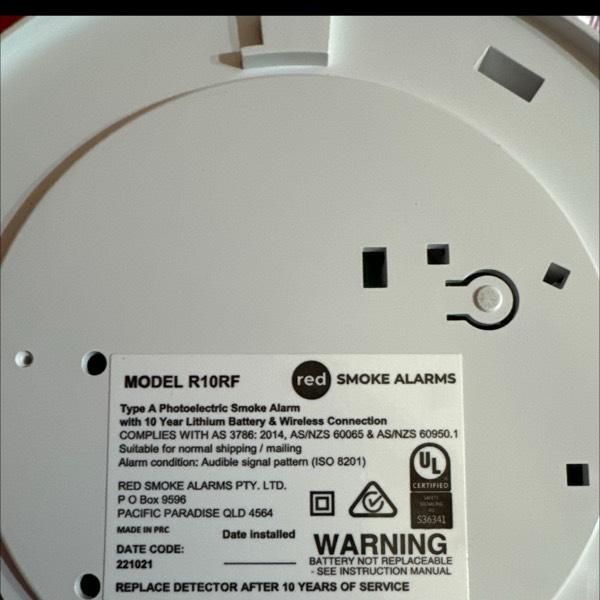 MODEL R10RF
red SMOKE ALARMS
Type A Photoelectric Smoke Alarm
with 10 Year Lithium Battery & Wireless Connection
COMPLIES WITH AS 3786: 2014, AS/NZS 60065 & AS/NZS 60950.1
Suitable for normal shipping / mailing
Alarm condition: Audible signal pattern (ISO 8201)
UL
CERTIFIED
SAFETY
S36341
RED SMOKE ALARMS PTY. LTD.
P O Box 9596
PACIFIC PARADISE QLD 4564
MADE IN PRC
Date installed
DATE CODE:
221021
WARNING
BATTERY NOT REPLACEABLE
- SEE INSTRUCTION MANUAL
REPLACE DETECTOR AFTER 10 YEARS OF SERVICE